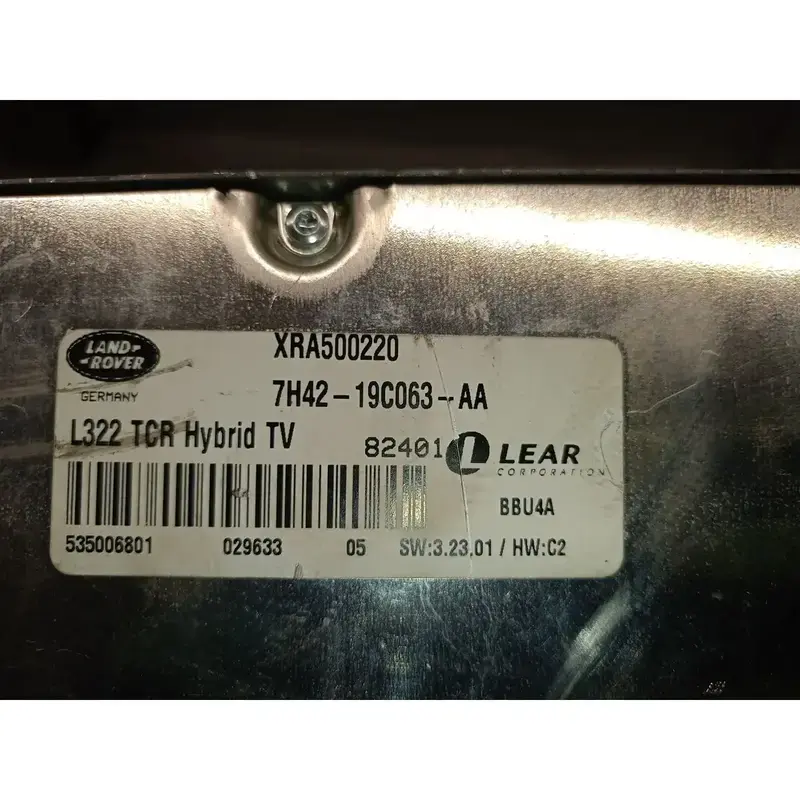 LAND-
-ROVER
GERMANY
XRA500220
7H42-19C063-AA
L322 TCR Hybrid TV
82401
LEAR
CORPORATION
BBU4A
535006801 029633 05 SW:3.23.01 / HW:C2